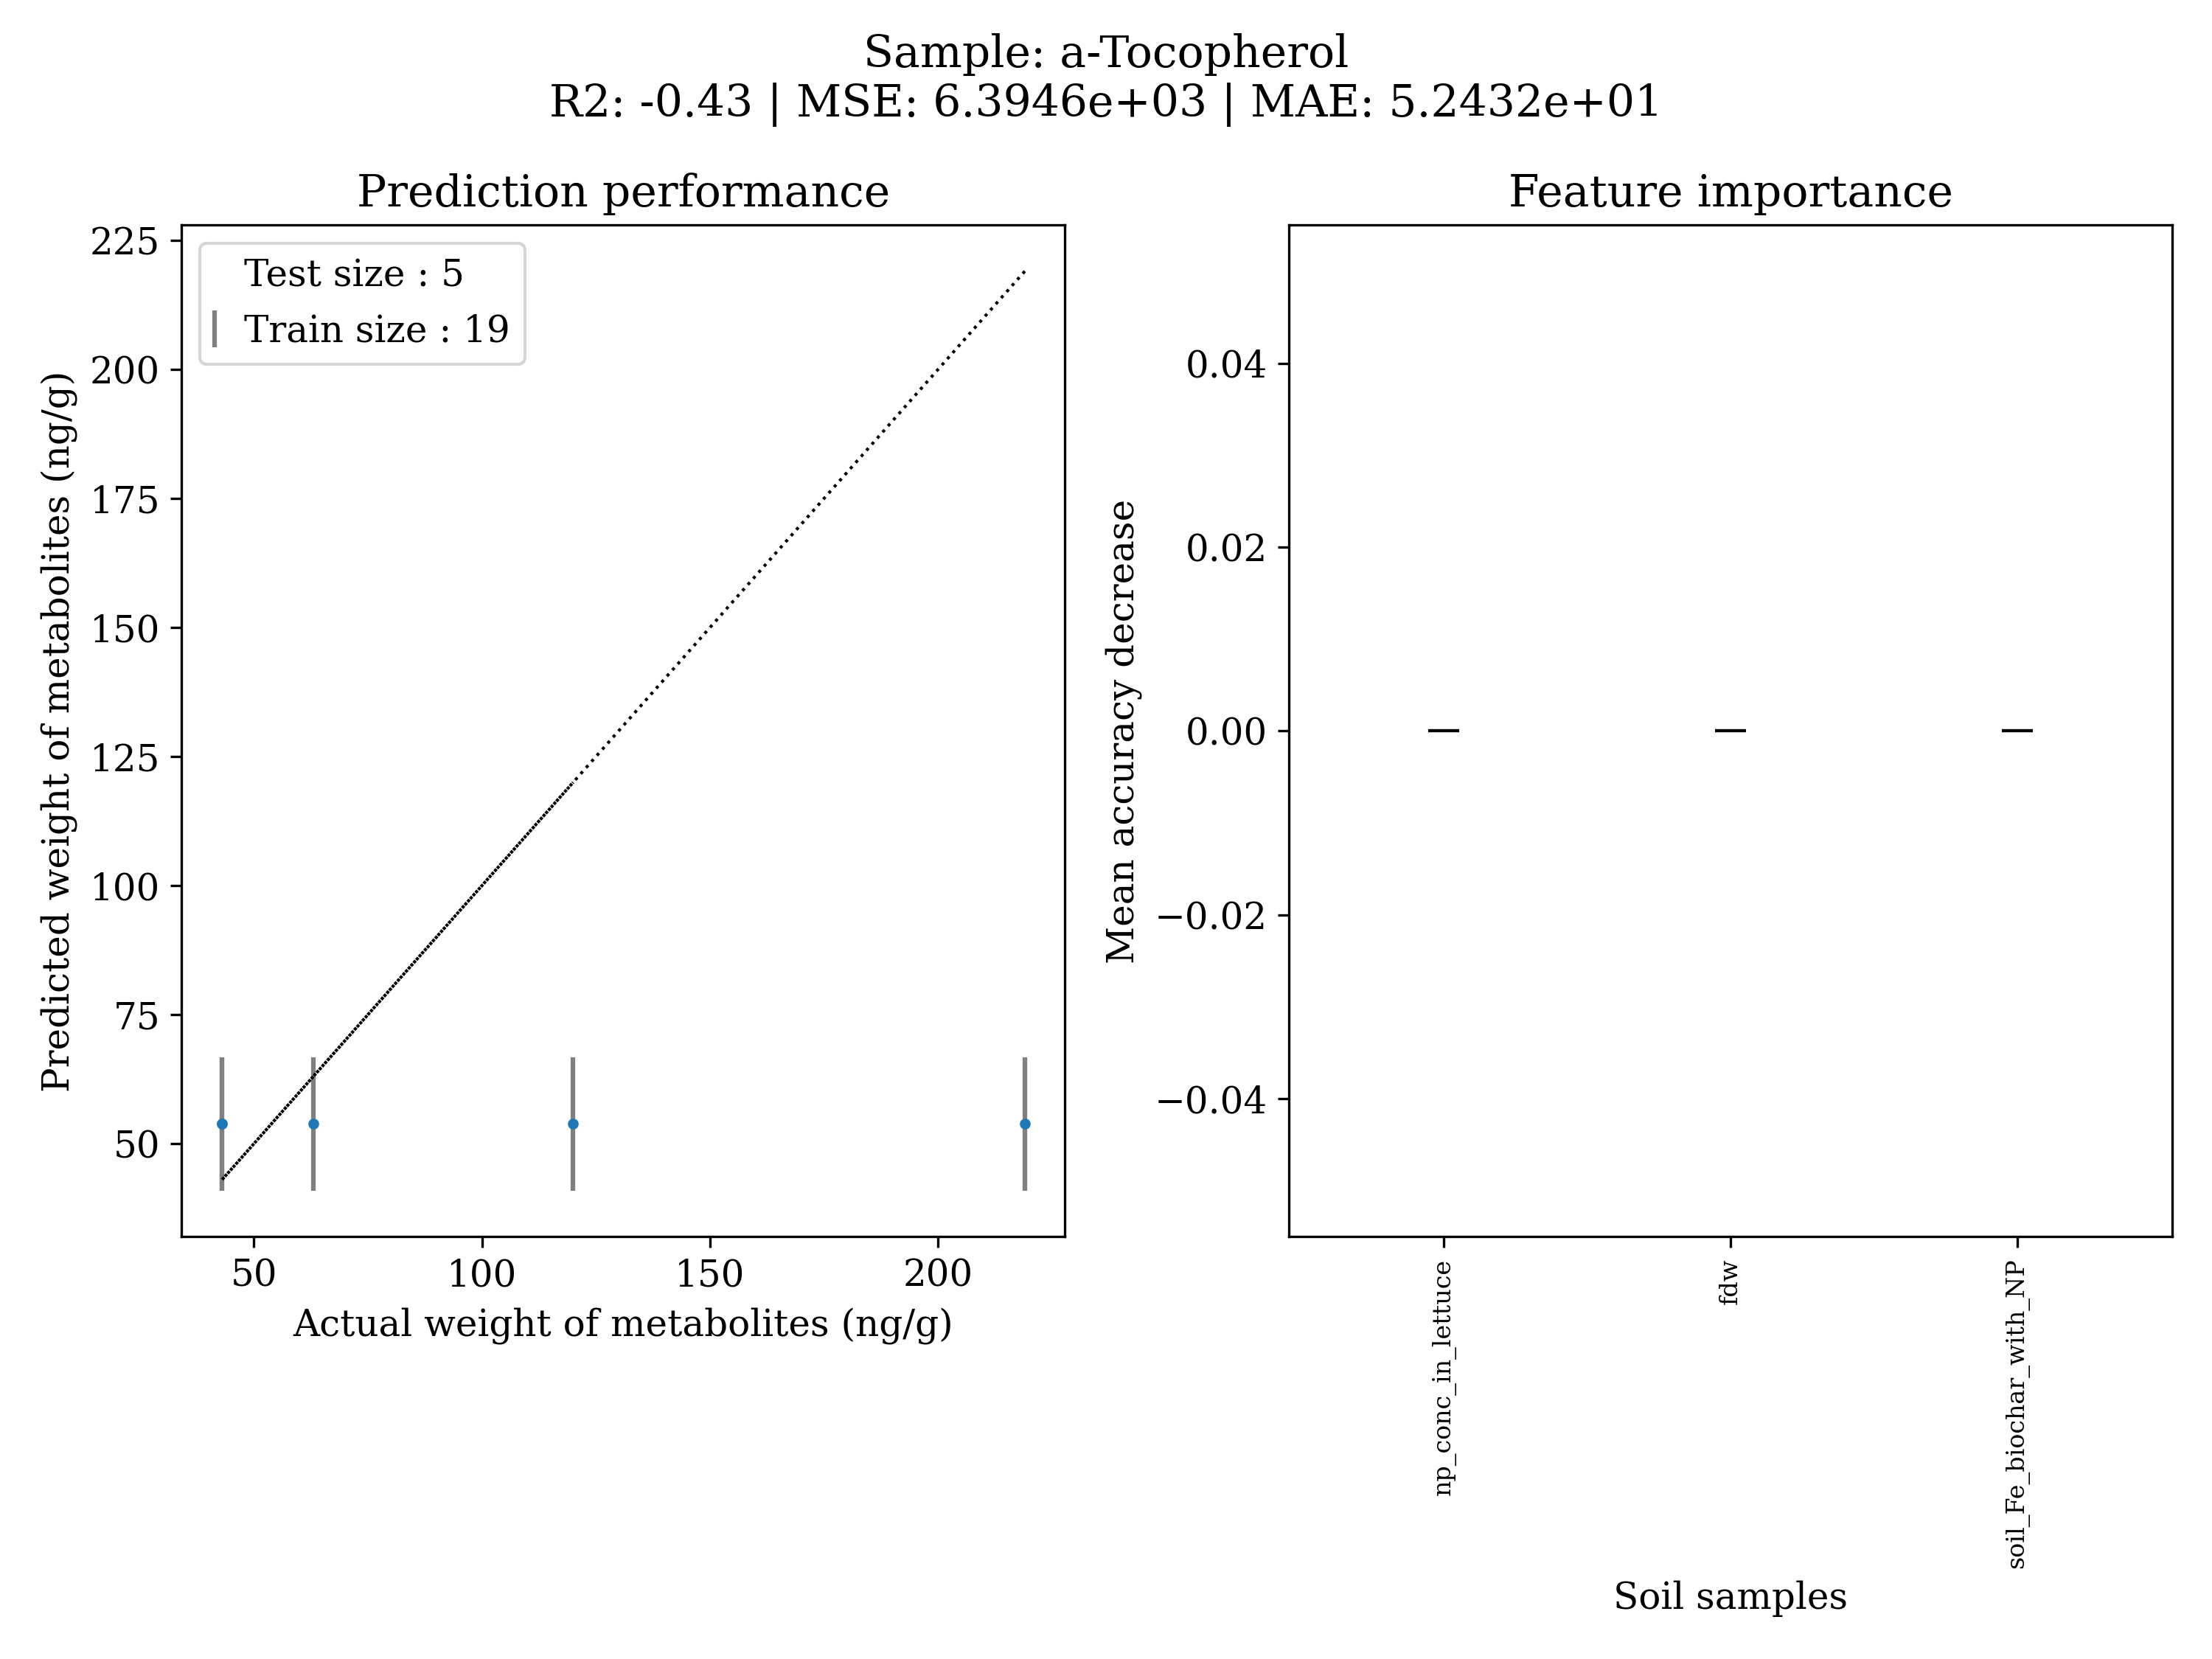 Sample: a-Tocopherol
R2: -0.43 | MSE: 6.3946e+03 | MAE: 5.2432e+01
Prediction performance
Test size : 5
Train size : 19
Predicted weight of metabolites (ng/g)
225
200
175
150
125
100
75
50
50 100 150 200
Actual weight of metabolites (ng/g)
Feature importance
Mean accuracy decrease
0.04
0.02
0.00
−0.02
−0.04
np_conc_in_lettuce
fdw
soil_Fe_biochar_with_NP
Soil samples